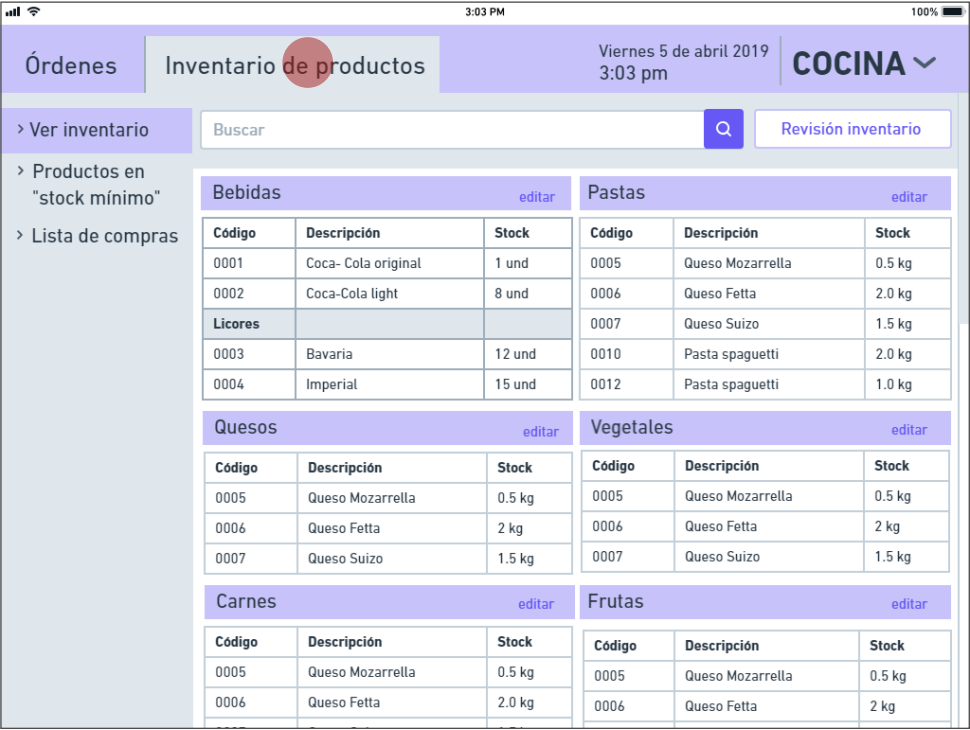 3:03 PM
100%
Órdenes
Inventario de productos
Viernes 5 de abril 2019
3:03 pm
COCINA
> Ver inventario
> Productos en
"stock mínimo"
> Lista de compras
Buscar
Revisión inventario
Bebidas editar
Código Descripción Stock
0001 Coca- Cola original 1 und
0002 Coca-Cola light 8 und
Licores
0003 Bavaria 12 und
0004 Imperial 15 und
Pastas editar
Código Descripción Stock
0005 Queso Mozarrella 0.5 kg
0006 Queso Fetta 2.0 kg
0007 Queso Suizo 1.5 kg
0010 Pasta spaguetti 2.0 kg
0012 Pasta spaguetti 1.0 kg
Quesos editar
Código Descripción Stock
0005 Queso Mozarrella 0.5 kg
0006 Queso Fetta 2 kg
0007 Queso Suizo 1.5 kg
Vegetales editar
Código Descripción Stock
0005 Queso Mozarrella 0.5 kg
0006 Queso Fetta 2 kg
0007 Queso Suizo 1.5 kg
Carnes editar
Código Descripción Stock
0005 Queso Mozarrella 0.5 kg
0006 Queso Fetta 2.0 kg
Frutas editar
Código Descripción Stock
0005 Queso Mozarrella 0.5 kg
0006 Queso Fetta 2 kg